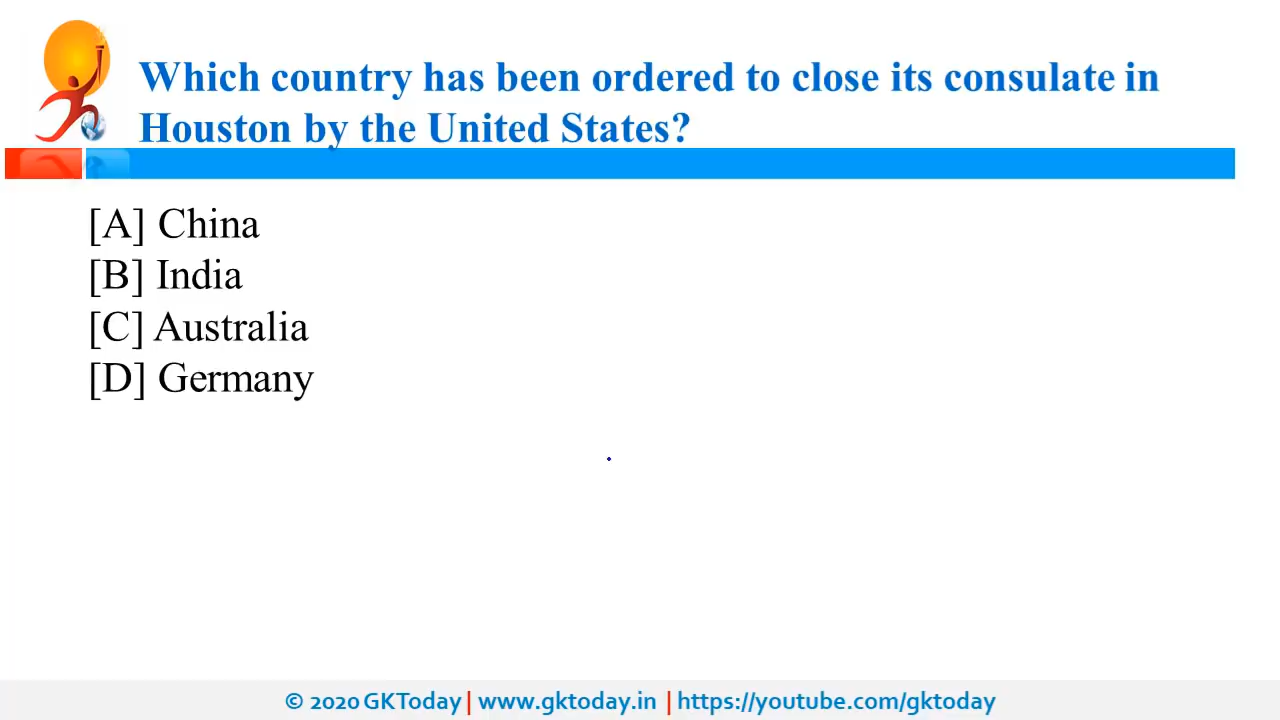 Which country has been ordered to close its consulate in
Houston by the United States?
[A] China
[B] India
[C] Australia
[D] Germany
© 2020 GKToday | www.gktoday.in | https://youtube.com/gktoday